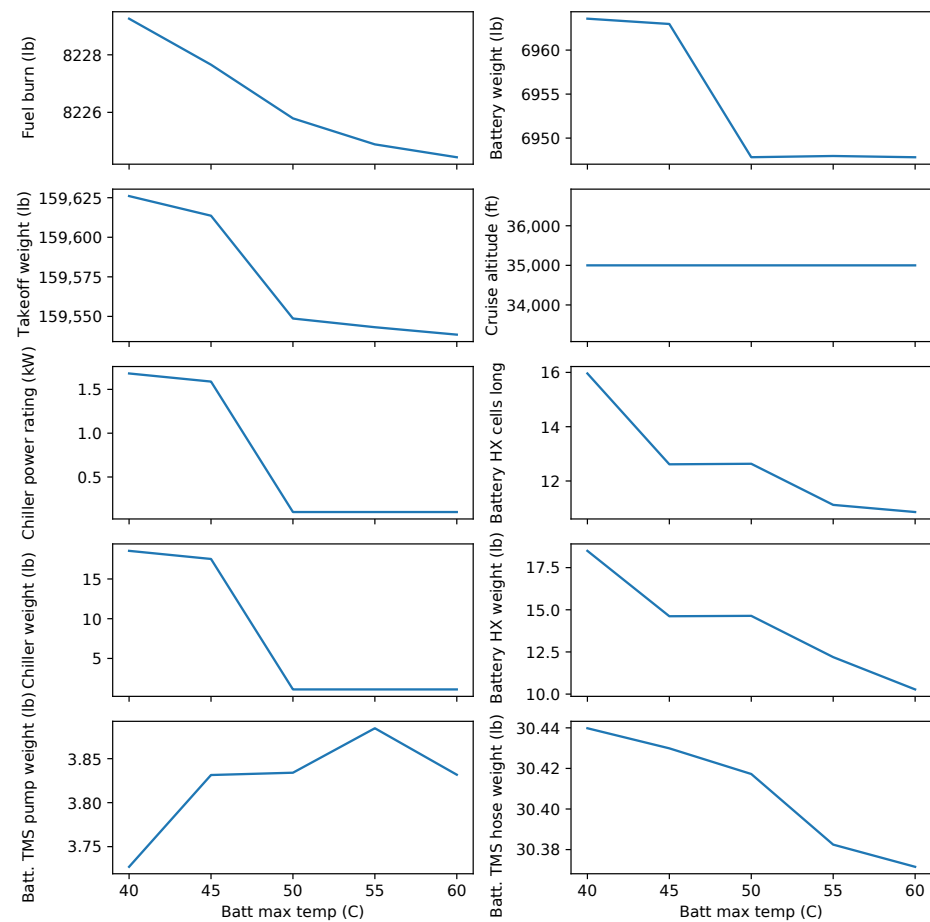 Fuel burn (lb)
8228
8226
Battery weight (lb)
6960
6955
6950
Takeoff weight (lb)
159,625
159,600
159,575
159,550
Cruise altitude (ft)
36,000
35,000
34,000
Chiller power rating (kW)
1.5
1.0
0.5
Battery HX cells long
16
14
12
Chiller weight (lb)
15
10
5
Battery HX weight (lb)
17.5
15.0
12.5
10.0
Batt. TMS pump weight (lb)
3.85
3.80
3.75
40 45 50 55 60
Batt max temp (C)
Batt. TMS hose weight (lb)
30.44
30.42
30.40
30.38
40 45 50 55 60
Batt max temp (C)